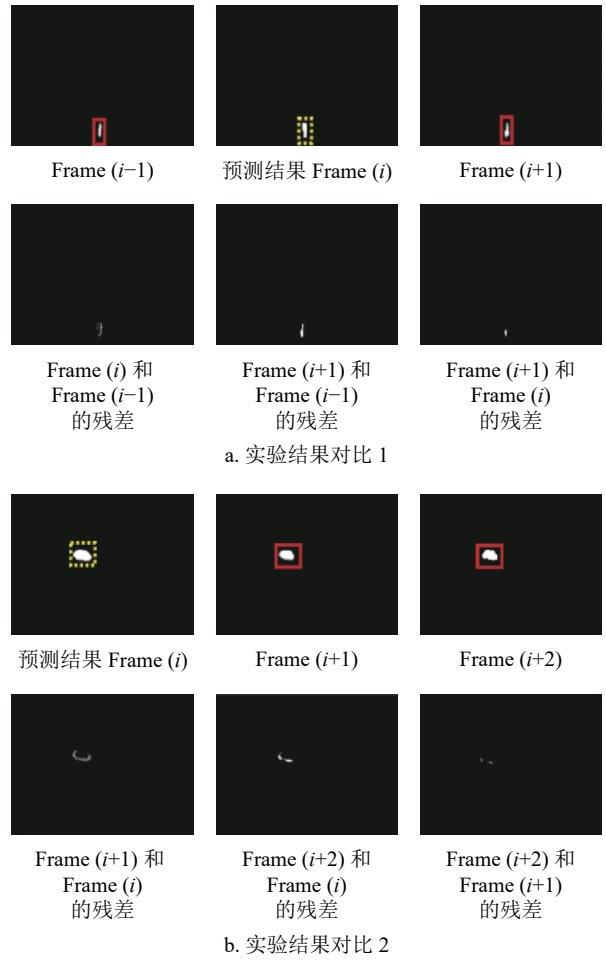 Frame (i−1)
预测结果 Frame (i)
Frame (i+1)
Frame (i) 和
Frame (i−1)
的残差
Frame (i+1) 和
Frame (i−1)
的残差
Frame (i+1) 和
Frame (i)
的残差
a. 实验结果对比 1
预测结果 Frame (i)
Frame (i+1)
Frame (i+2)
Frame (i+1) 和
Frame (i)
的残差
Frame (i+2) 和
Frame (i)
的残差
Frame (i+2) 和
Frame (i+1)
的残差
b. 实验结果对比 2